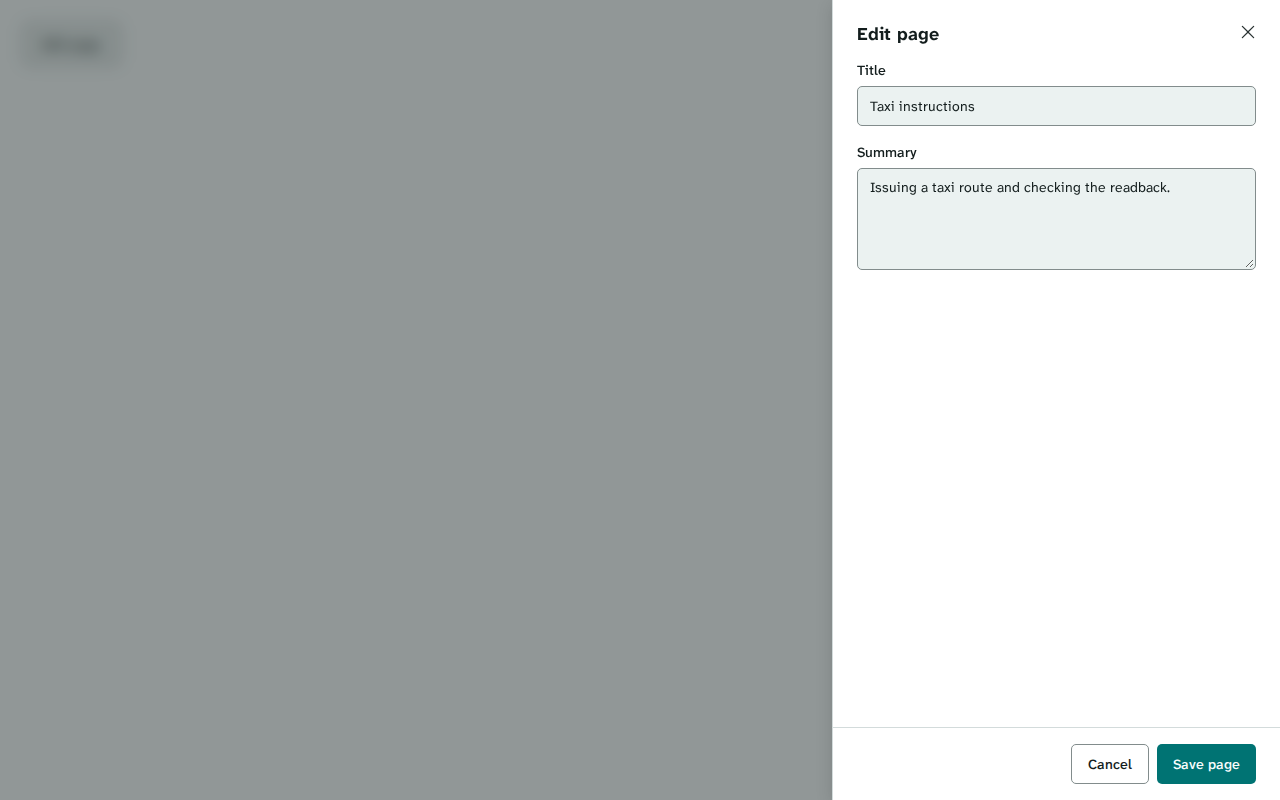 Edit page
Title
Taxi instructions
Summary
Issuing a taxi route and checking the readback.
Cancel
Save page